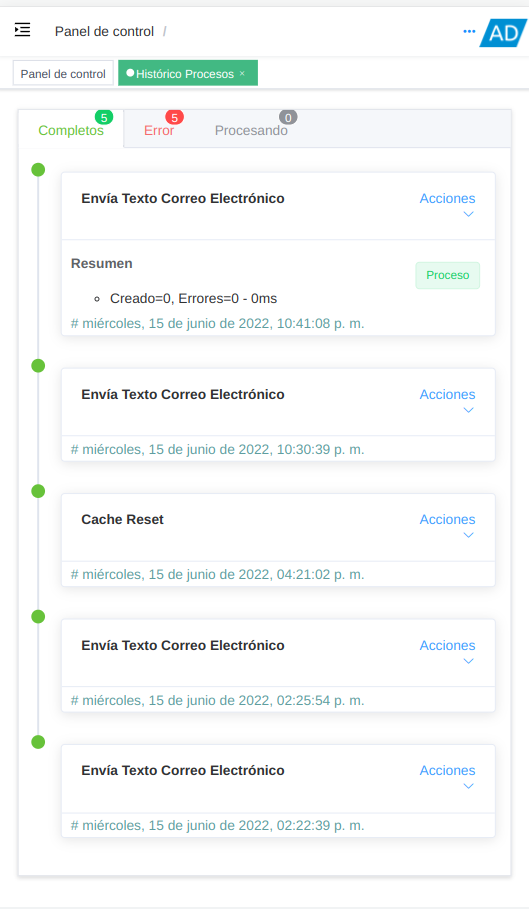 Panel de control /
••• AD
Panel de control
Histórico Procesos ×
5
5
0
Completos
Error
Procesando
Envía Texto Correo Electrónico
Acciones
Resumen
Proceso
Creado=0, Errores=0 - 0ms
# miércoles, 15 de junio de 2022, 10:41:08 p. m.
Envía Texto Correo Electrónico
Acciones
# miércoles, 15 de junio de 2022, 10:30:39 p. m.
Cache Reset
Acciones
# miércoles, 15 de junio de 2022, 04:21:02 p. m.
Envía Texto Correo Electrónico
Acciones
# miércoles, 15 de junio de 2022, 02:25:54 p. m.
Envía Texto Correo Electrónico
Acciones
# miércoles, 15 de junio de 2022, 02:22:39 p. m.